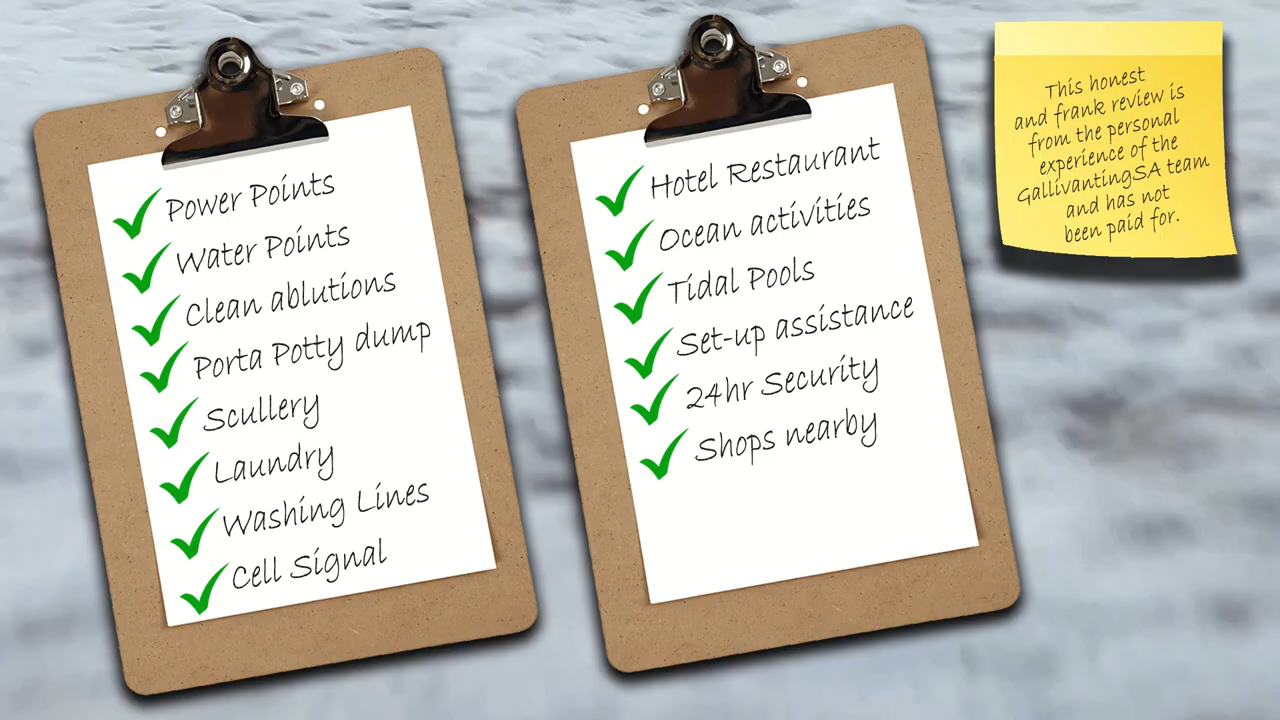 Power Points
Water Points
Clean ablutions
Porta Potty dump
Scullery
Laundry
Washing Lines
Cell Signal
Hotel Restaurant
Ocean activities
Tidal Pools
Set-up assistance
24hr Security
Shops nearby
This honest
and frank review is
from the personal
experience of the
GallivantingSA team
and has not
been paid for.